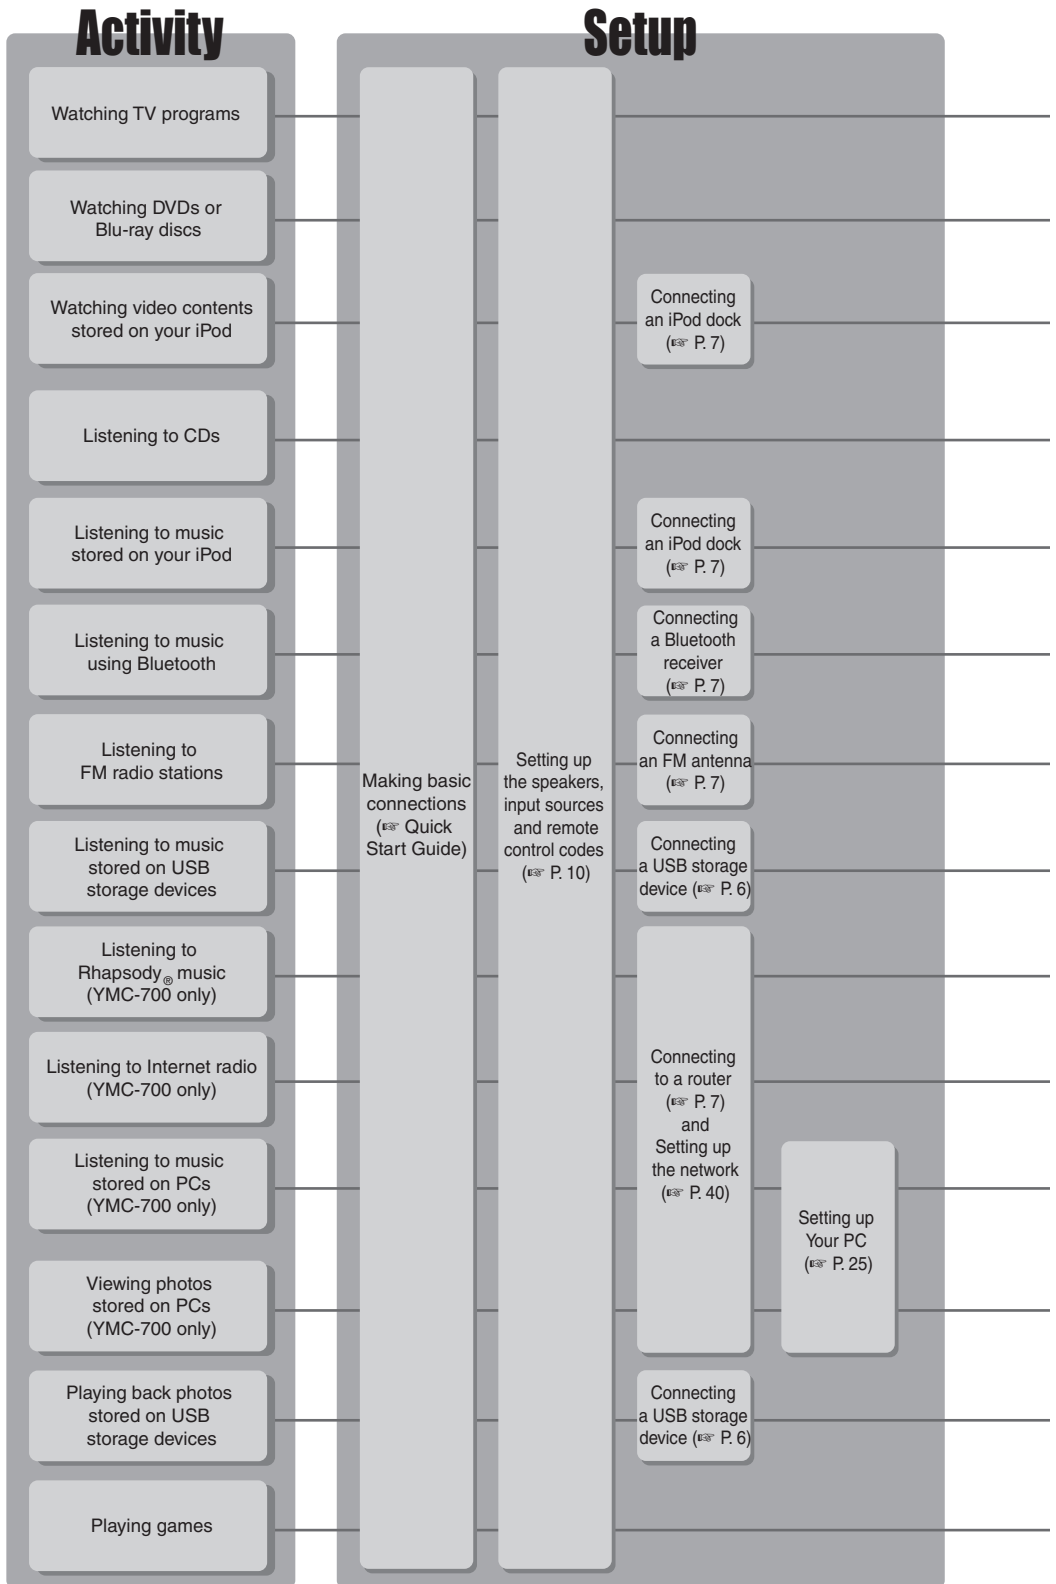 Activity
Setup
Watching TV programs
Watching DVDs or
Blu-ray discs
Watching video contents
stored on your iPod
Connecting
an iPod dock
(☞ P. 7)
Listening to CDs
Listening to music
stored on your iPod
Connecting
an iPod dock
(☞ P. 7)
Listening to music
using Bluetooth
Connecting
a Bluetooth
receiver
(☞ P. 7)
Listening to
FM radio stations
Making basic
connections
(☞ Quick
Start Guide)
Setting up
the speakers,
input sources
and remote
control codes
(☞ P. 10)
Connecting
an FM antenna
(☞ P. 7)
Listening to music
stored on USB
storage devices
Connecting
a USB storage
device (☞ P. 6)
Listening to
Rhapsody® music
(YMC-700 only)
Listening to Internet radio
(YMC-700 only)
Connecting
to a router
(☞ P. 7)
and
Setting up
the network
(☞ P. 40)
Listening to music
stored on PCs
(YMC-700 only)
Setting up
Your PC
(☞ P. 25)
Viewing photos
stored on PCs
(YMC-700 only)
Playing back photos
stored on USB
storage devices
Connecting
a USB storage
device (☞ P. 6)
Playing games